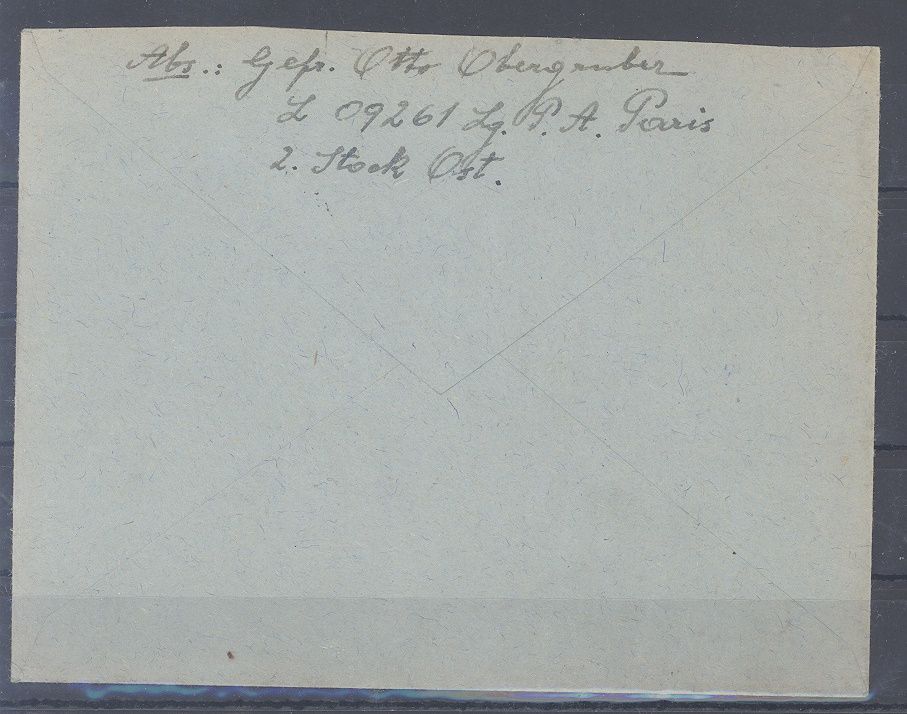 Abs.: Gefr. Otto Obergruber
L 09261 Lg. P. A. Paris
2. Stock Ost.